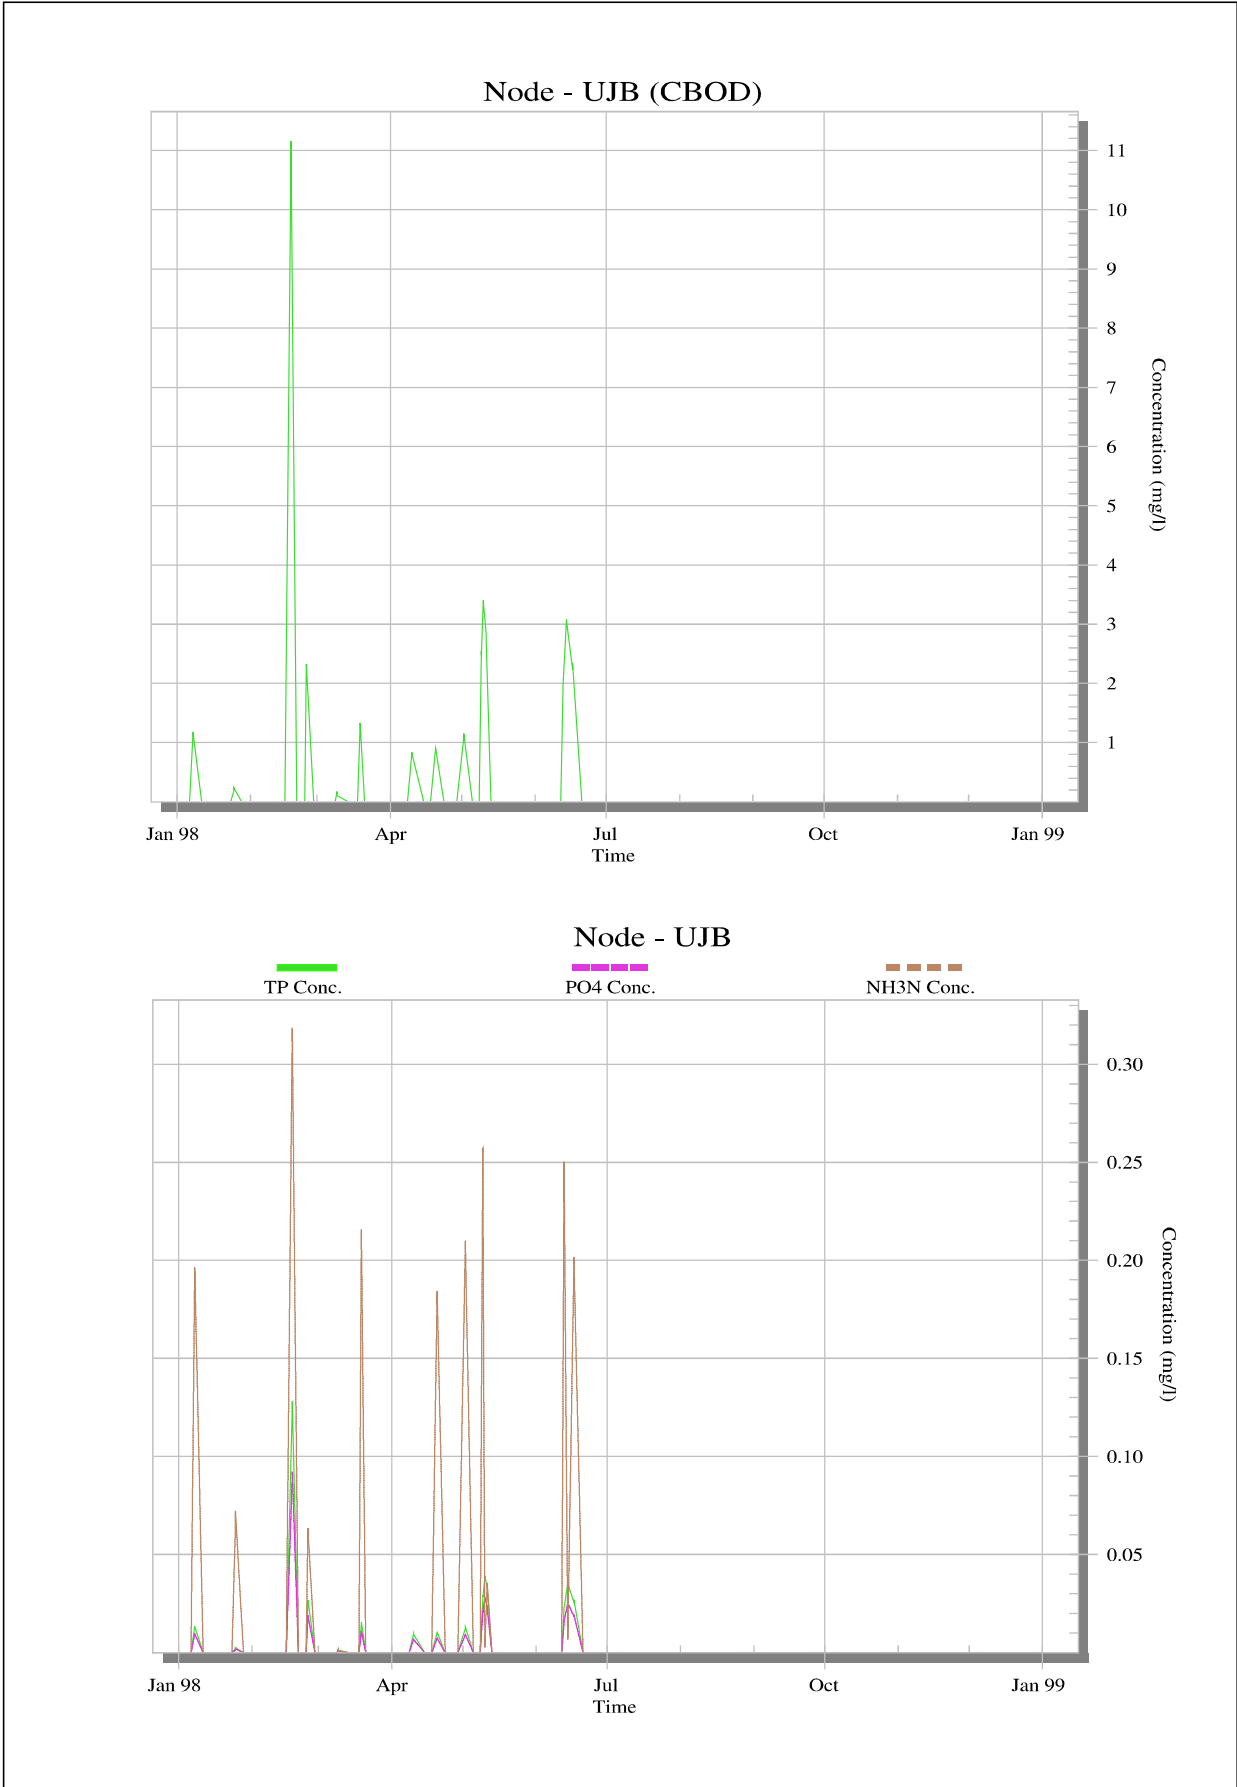 Node - UJB (CBOD)
11
10
9
8
7
6
5
4
3
2
1
Concentration (mg/l)
Jan 98 Apr Jul Oct Jan 99
Time
Node - UJB
TP Conc. PO4 Conc. NH3N Conc.
0.30
0.25
0.20
0.15
0.10
0.05
Concentration (mg/l)
Jan 98 Apr Jul Oct Jan 99
Time